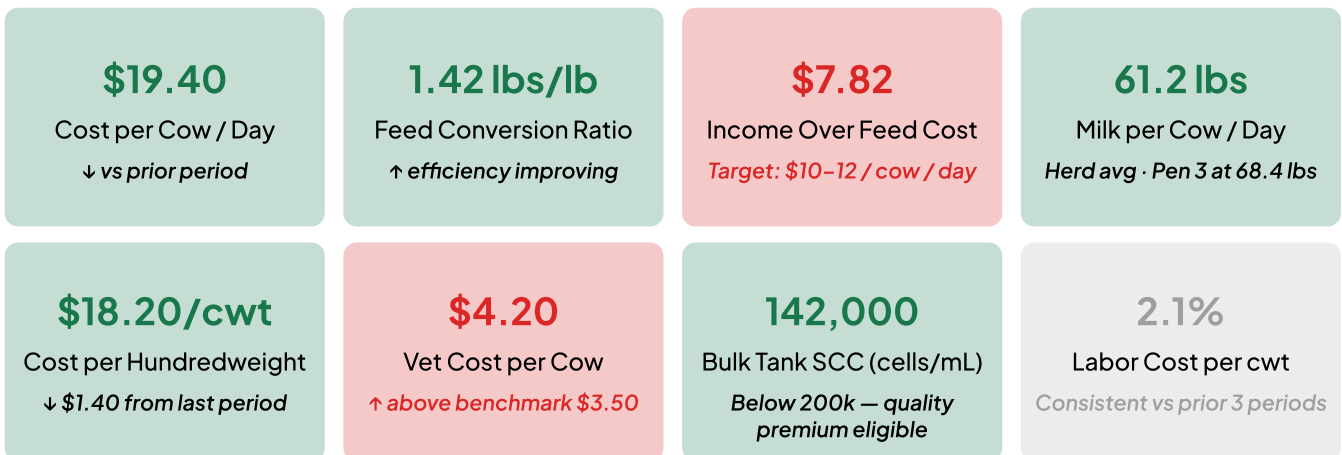 $19.40
Cost per Cow / Day
↓ vs prior period
1.42 lbs/lb
Feed Conversion Ratio
↑ efficiency improving
$7.82
Income Over Feed Cost
Target: $10–12 / cow / day
61.2 lbs
Milk per Cow / Day
Herd avg · Pen 3 at 68.4 lbs
$18.20/cwt
Cost per Hundredweight
↓ $1.40 from last period
$4.20
Vet Cost per Cow
↑ above benchmark $3.50
142,000
Bulk Tank SCC (cells/mL)
Below 200k — quality
premium eligible
2.1%
Labor Cost per cwt
Consistent vs prior 3 periods